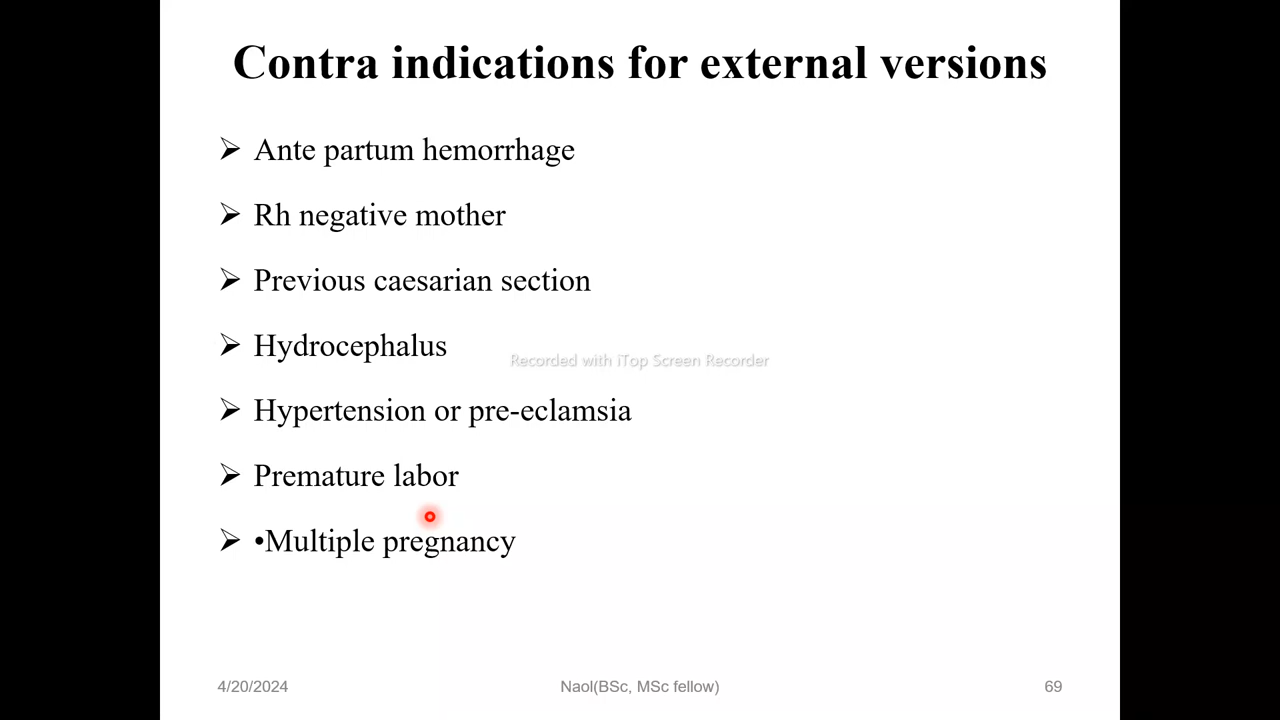 Contra indications for external versions
➢ Ante partum hemorrhage
➢ Rh negative mother
➢ Previous caesarian section
➢ Hydrocephalus
Recorded with iTop Screen Recorder
➢ Hypertension or pre-eclamsia
➢ Premature labor
➢ •Multiple pregnancy
4/20/2024 Naol(BSc, MSc fellow) 69